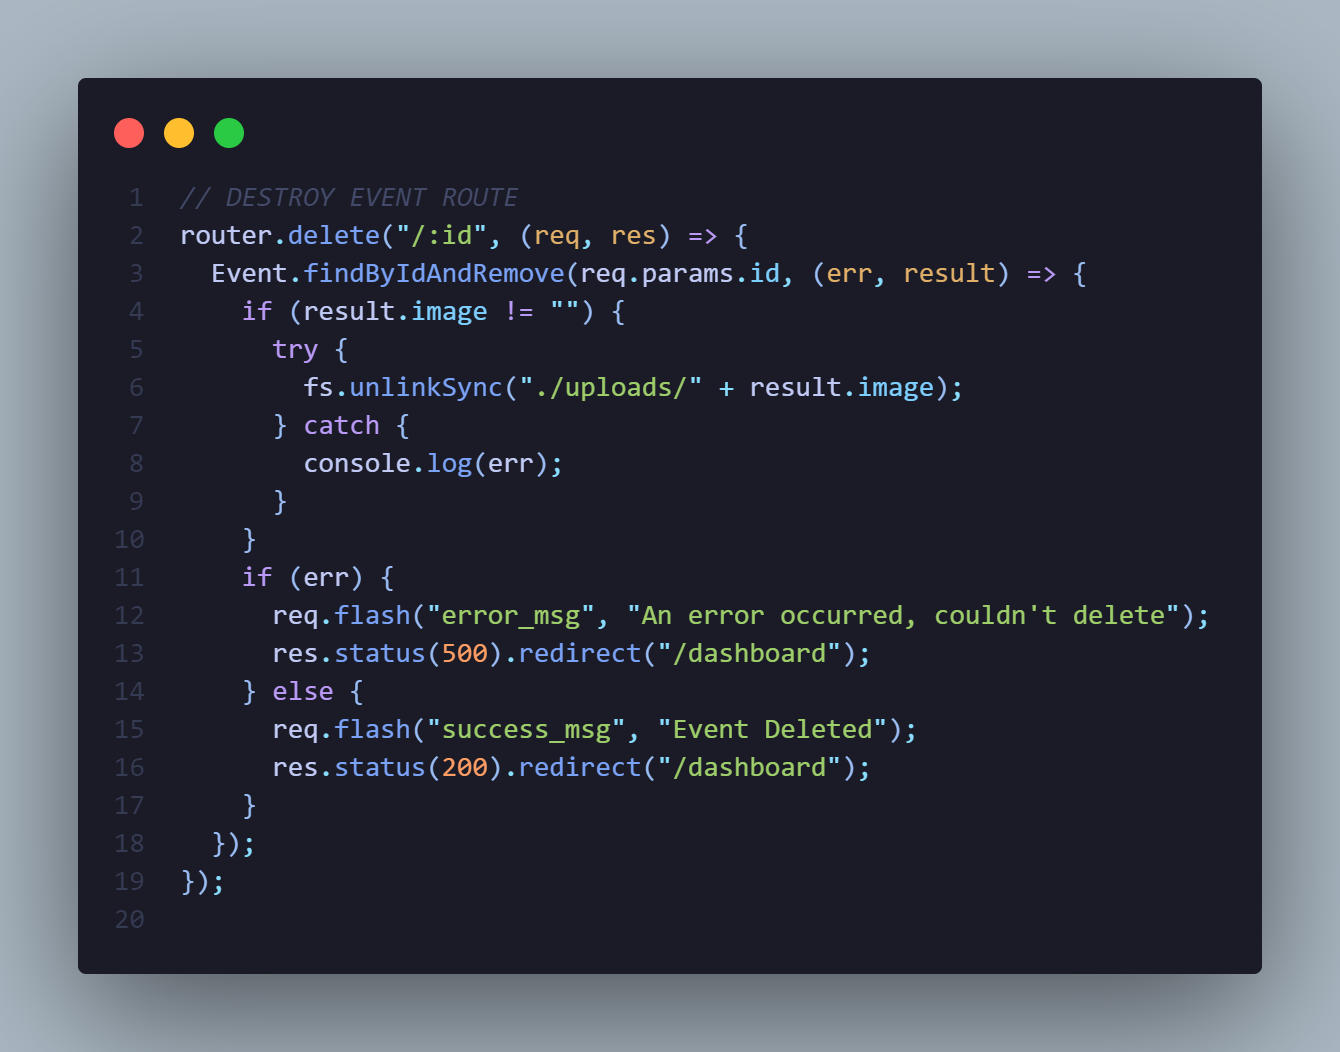 1 // DESTROY EVENT ROUTE
2 router.delete("/:id", (req, res) => {
3   Event.findByIdAndRemove(req.params.id, (err, result) => {
4     if (result.image != "") {
5       try {
6         fs.unlinkSync("./uploads/" + result.image);
7       } catch {
8         console.log(err);
9       }
10     }
11     if (err) {
12       req.flash("error_msg", "An error occurred, couldn't delete");
13       res.status(500).redirect("/dashboard");
14     } else {
15       req.flash("success_msg", "Event Deleted");
16       res.status(200).redirect("/dashboard");
17     }
18   });
19 });
20